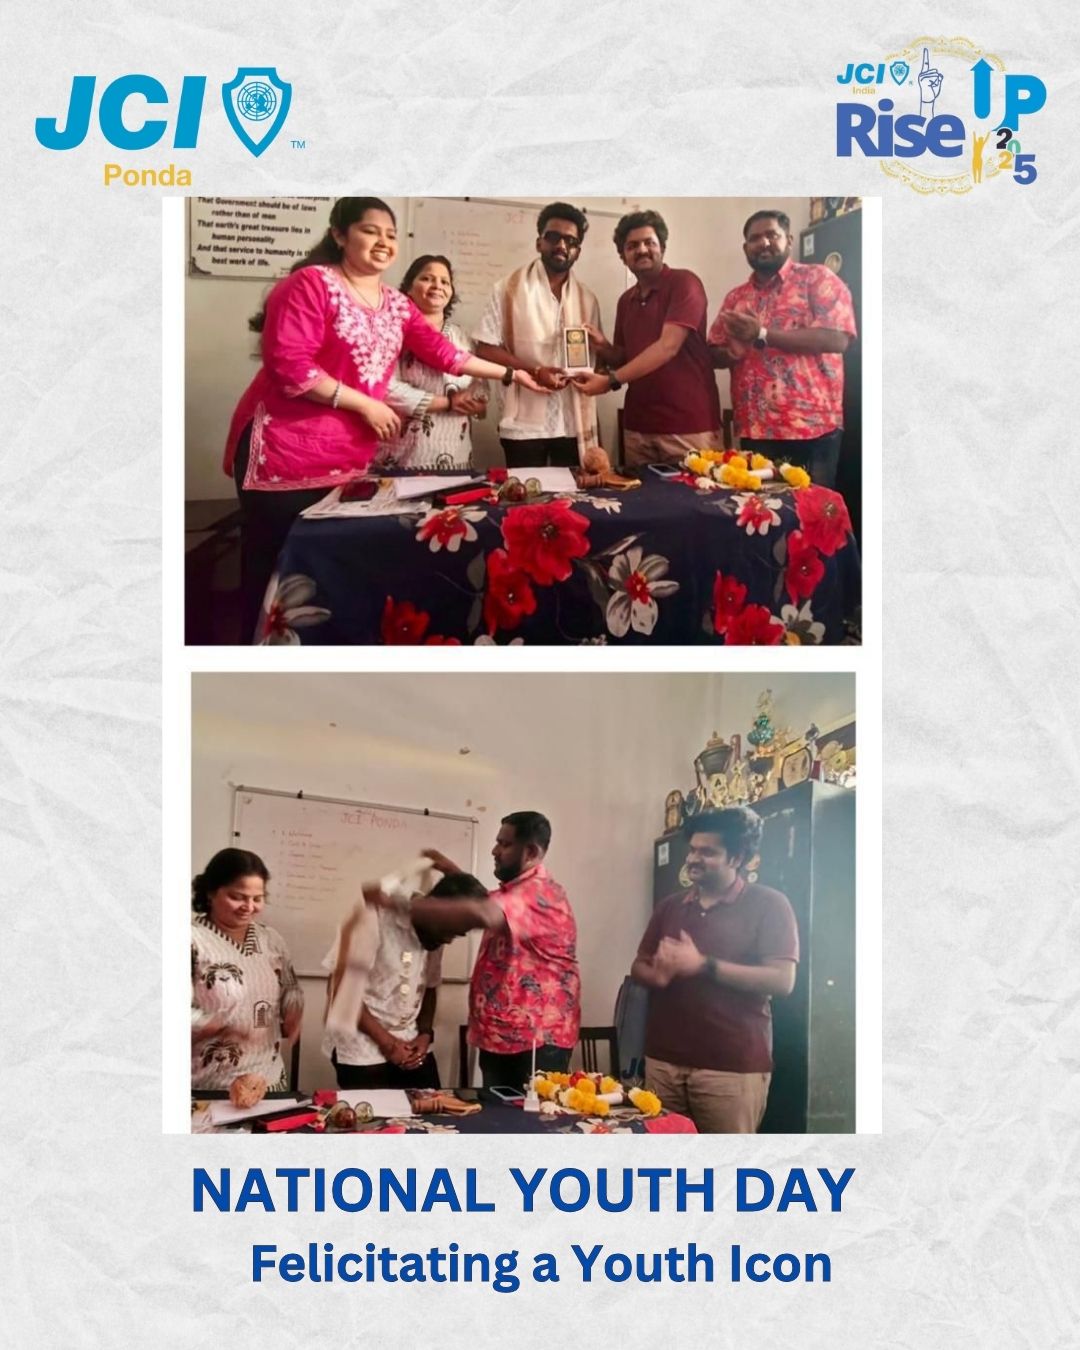 JCI
TM
Ponda
JCI
India
Rise UP
2025
That Government should be of laws
rather than of men
That earth's great treasure lies in
human personality
And that service to humanity is
best work of life.
JCI
JCI PONDA
NATIONAL YOUTH DAY
Felicitating a Youth Icon